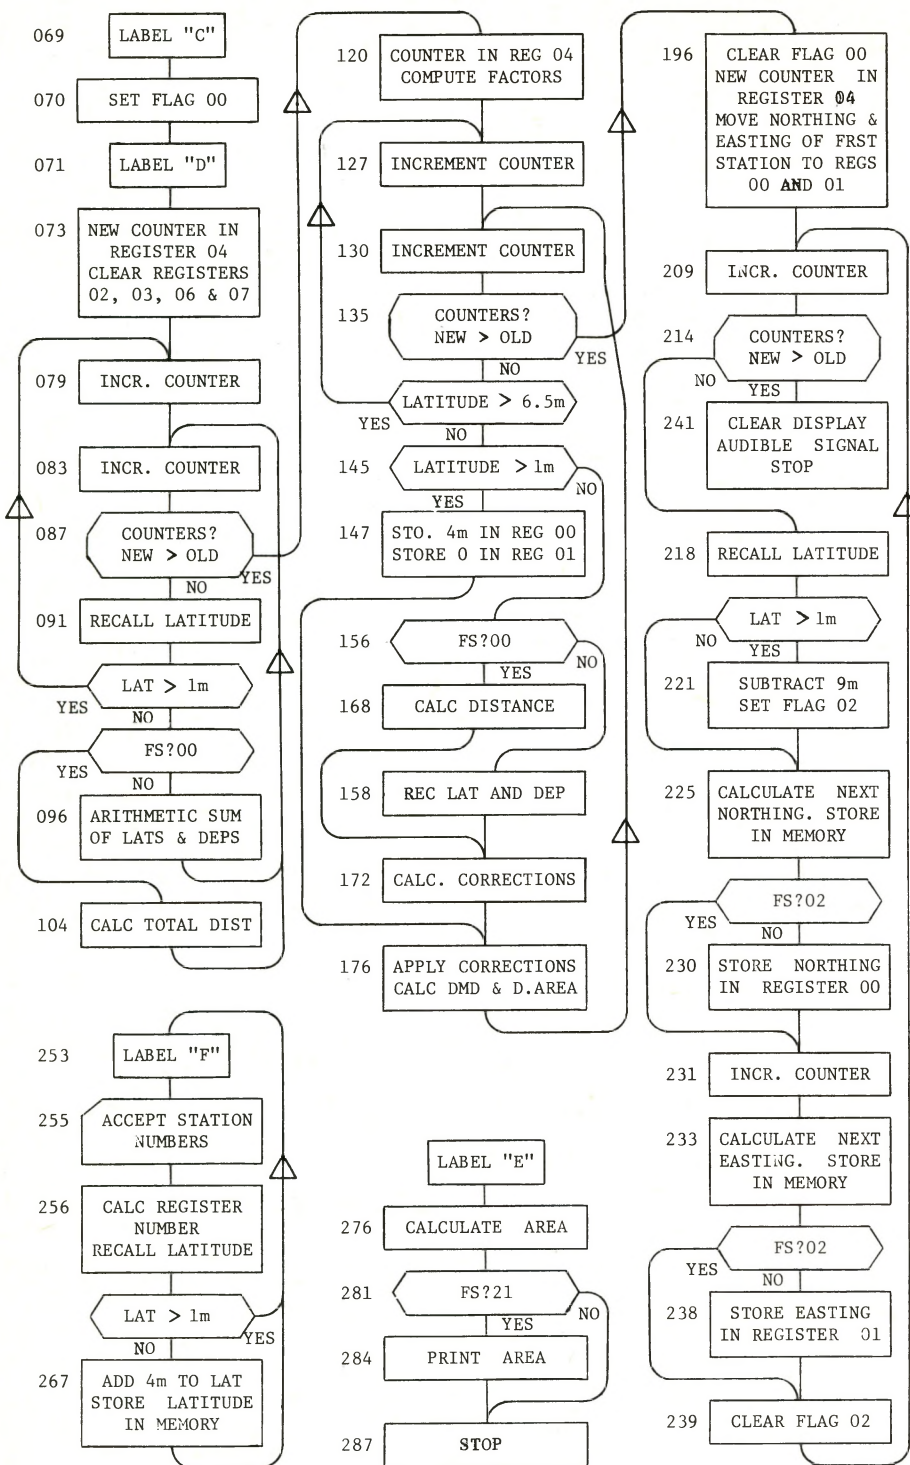 069 LABEL "C"
070 SET FLAG 00
071 LABEL "D"
073 NEW COUNTER IN
REGISTER 04
CLEAR REGISTERS
02, 03, 06 & 07
079 INCR. COUNTER
083 INCR. COUNTER
087 COUNTERS?
NEW > OLD
YES
NO
091 RECALL LATITUDE
LAT > 1m
YES
NO
FS?00
YES
NO
096 ARITHMETIC SUM
OF LATS & DEPS
104 CALC TOTAL DIST
253 LABEL "F"
255 ACCEPT STATION
NUMBERS
256 CALC REGISTER
NUMBER
RECALL LATITUDE
LAT > 1m
YES
NO
267 ADD 4m TO LAT
STORE LATITUDE
IN MEMORY
120 COUNTER IN REG 04
COMPUTE FACTORS
127 INCREMENT COUNTER
130 INCREMENT COUNTER
135 COUNTERS?
NEW > OLD
YES
NO
LATITUDE > 6.5m
YES
NO
145 LATITUDE > 1m
NO
YES
147 STO. 4m IN REG 00
STORE 0 IN REG 01
156 FS?00
NO
YES
168 CALC DISTANCE
158 REC LAT AND DEP
172 CALC. CORRECTIONS
176 APPLY CORRECTIONS
CALC DMD & D.AREA
LABEL "E"
276 CALCULATE AREA
281 FS?21
NO
YES
284 PRINT AREA
287 STOP
196 CLEAR FLAG 00
NEW COUNTER IN
REGISTER 04
MOVE NORTHING &
EASTING OF FRST
STATION TO REGS
00 AND 01
209 INCR. COUNTER
214 COUNTERS?
NEW > OLD
NO
YES
241 CLEAR DISPLAY
AUDIBLE SIGNAL
STOP
218 RECALL LATITUDE
LAT > 1m
NO
YES
221 SUBTRACT 9m
SET FLAG 02
225 CALCULATE NEXT
NORTHING. STORE
IN MEMORY
FS?02
YES
NO
230 STORE NORTHING
IN REGISTER 00
231 INCR. COUNTER
233 CALCULATE NEXT
EASTING. STORE
IN MEMORY
FS?02
YES
NO
238 STORE EASTING
IN REGISTER 01
239 CLEAR FLAG 02